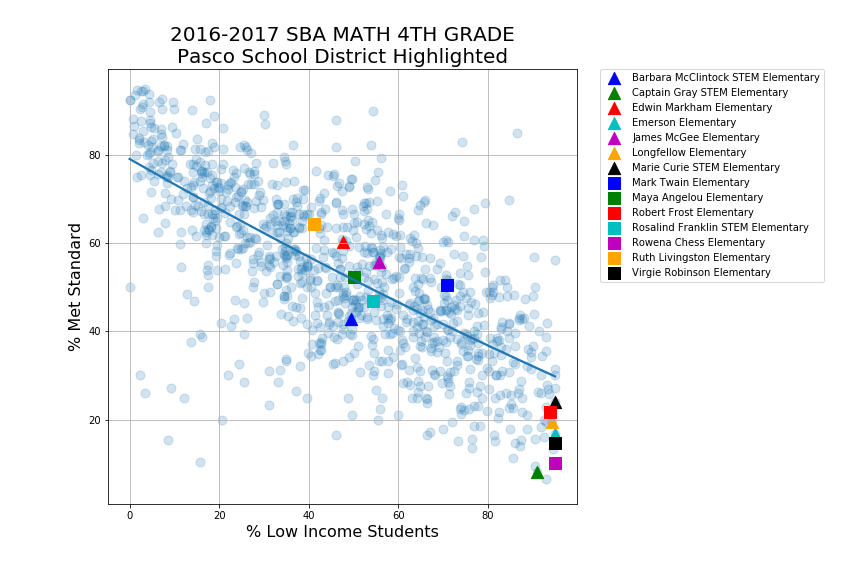 2016-2017 SBA MATH 4TH GRADE
Pasco School District Highlighted
% Met Standard
80
60
40
20
0
20
40
60
80
% Low Income Students
Barbara McClintock STEM Elementary
Captain Gray STEM Elementary
Edwin Markham Elementary
Emerson Elementary
James McGee Elementary
Longfellow Elementary
Marie Curie STEM Elementary
Mark Twain Elementary
Maya Angelou Elementary
Robert Frost Elementary
Rosalind Franklin STEM Elementary
Rowena Chess Elementary
Ruth Livingston Elementary
Virgie Robinson Elementary